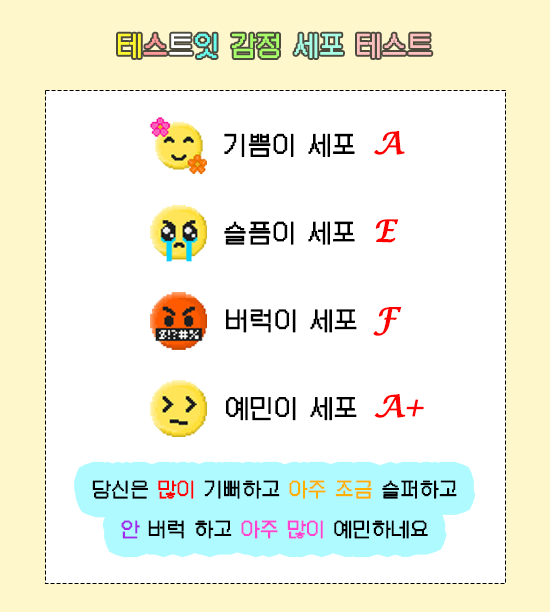 테스트잇 감정 세포 테스트
기쁨이 세포 A
슬픔이 세포 E
버럭이 세포 F
$!?#%
예민이 세포 A+
당신은 많이 기뻐하고 아주 조금 슬퍼하고
안 버럭 하고 아주 많이 예민하네요